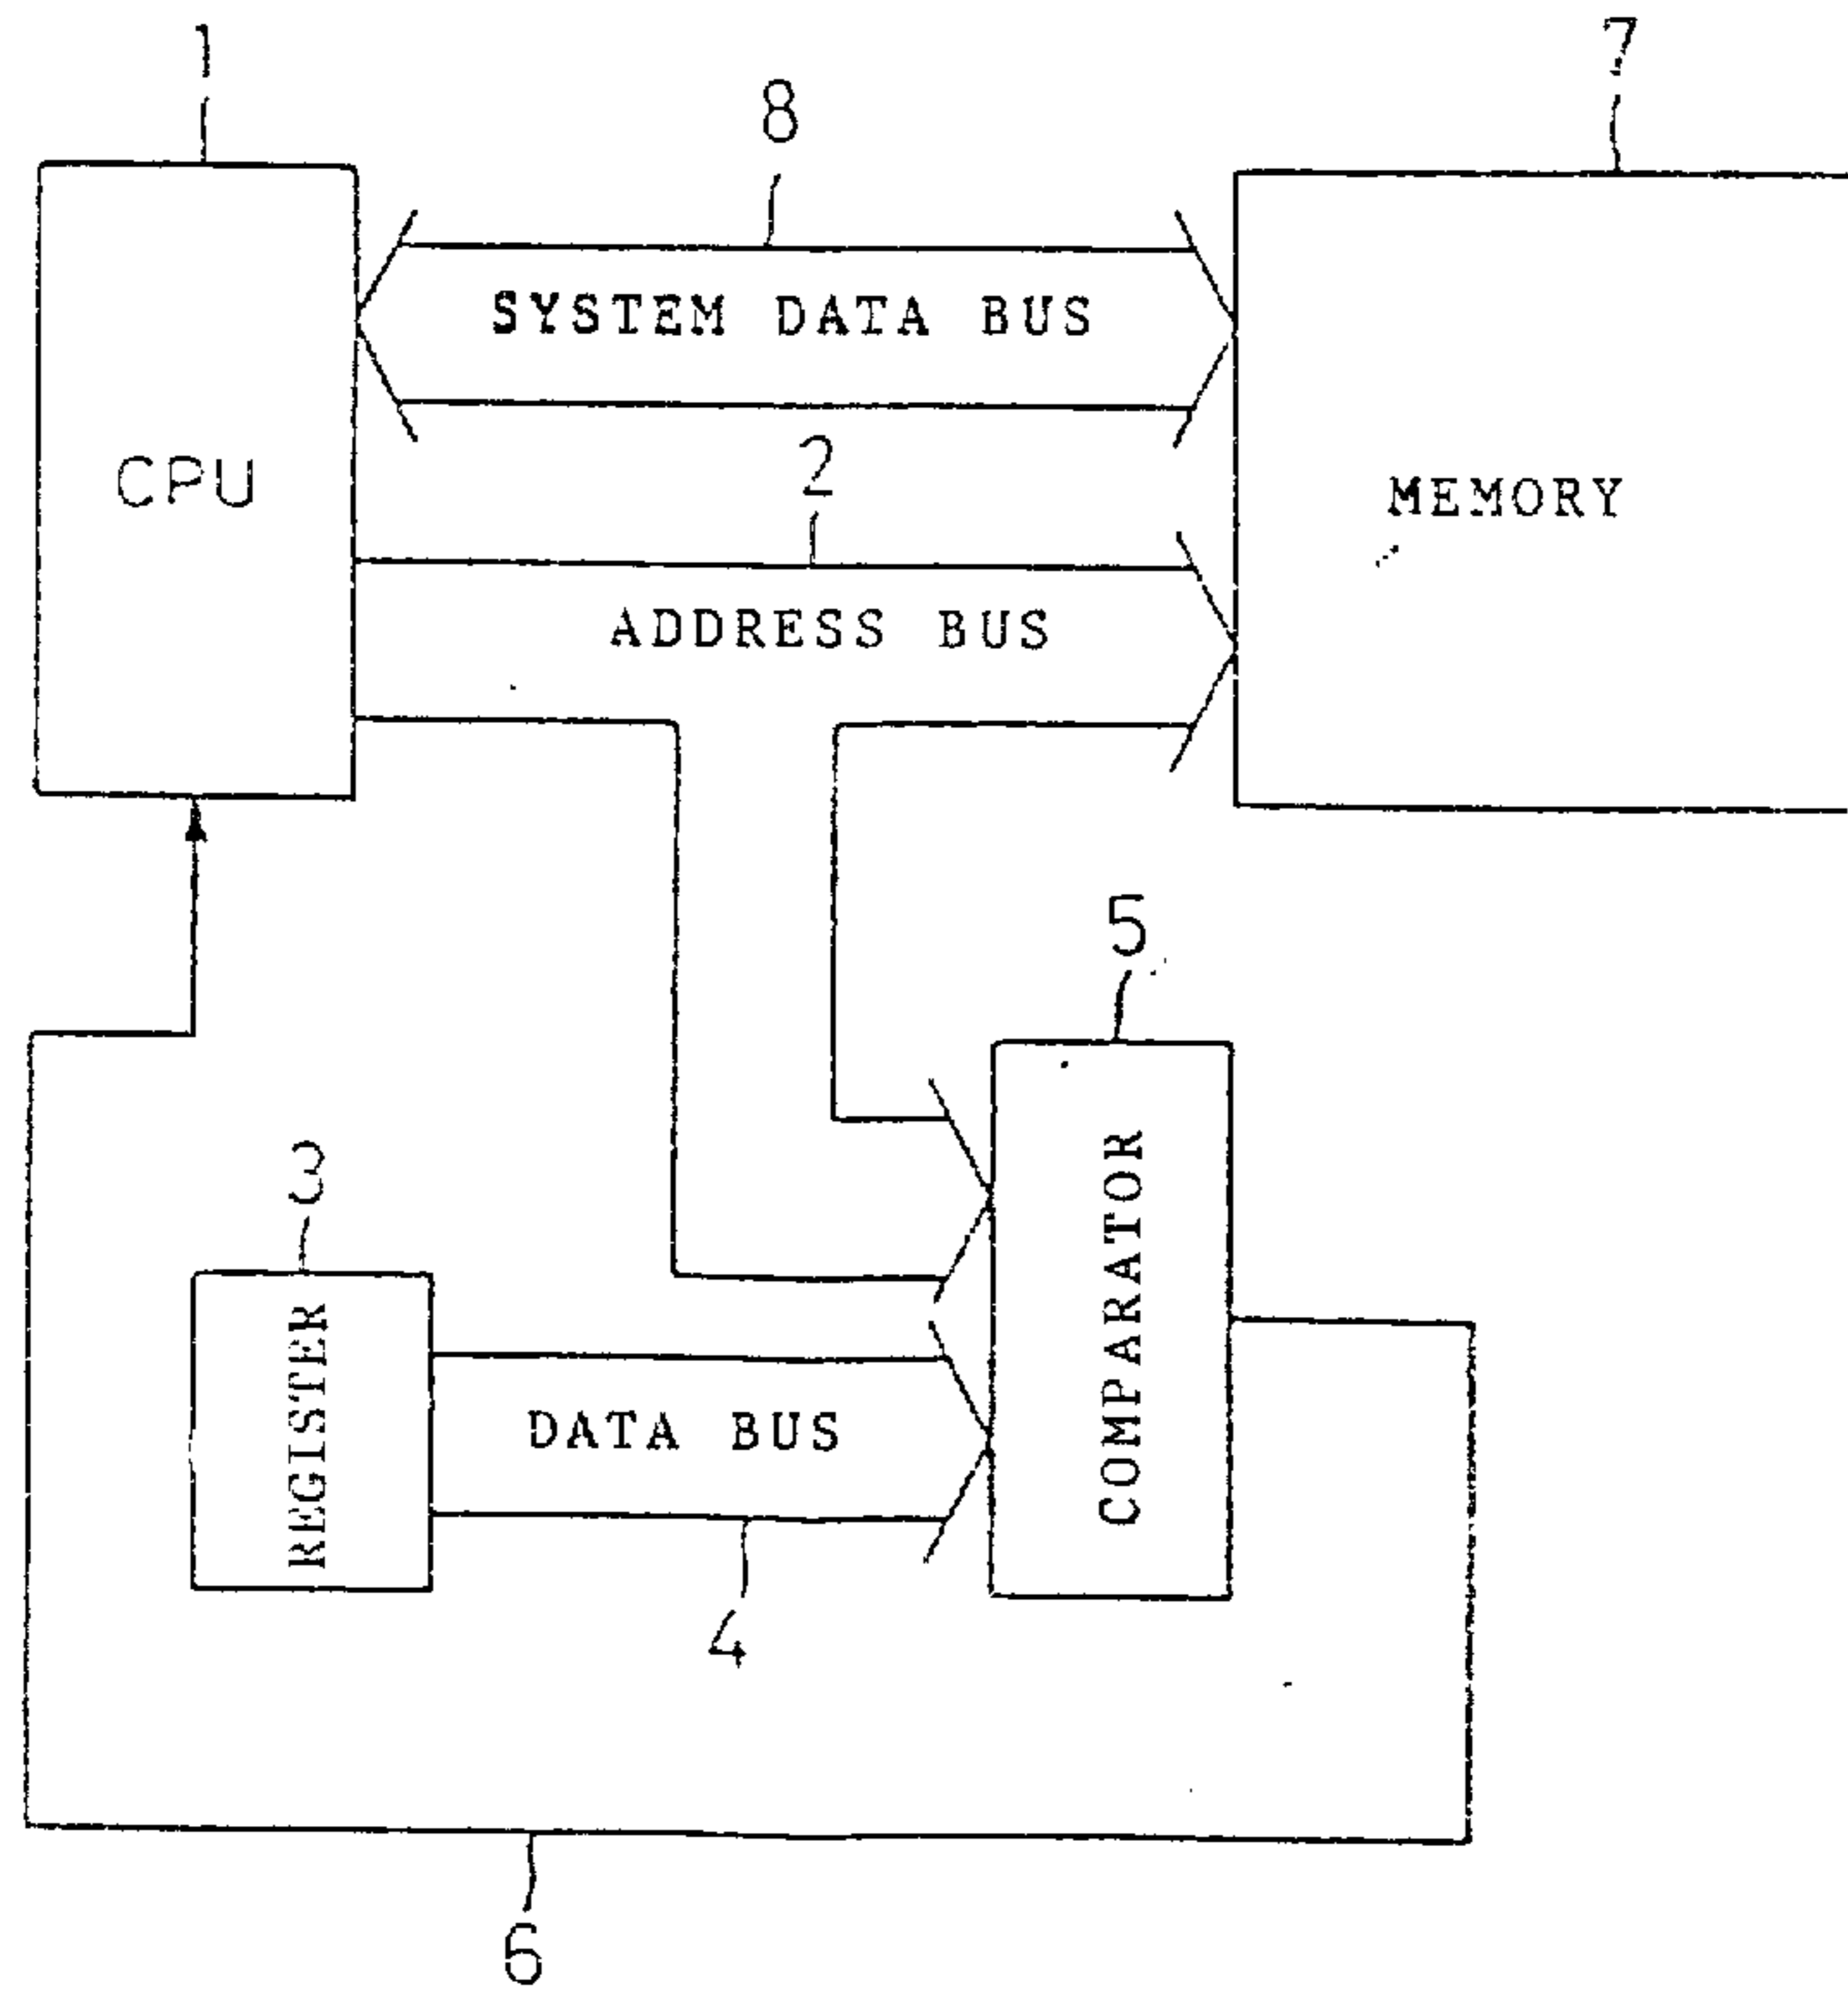 1
7
8
SYSTEM DATA BUS
2
CPU
MEMORY
ADDRESS BUS
5
3
COMPARATOR
REGISTER
DATA BUS
4
6